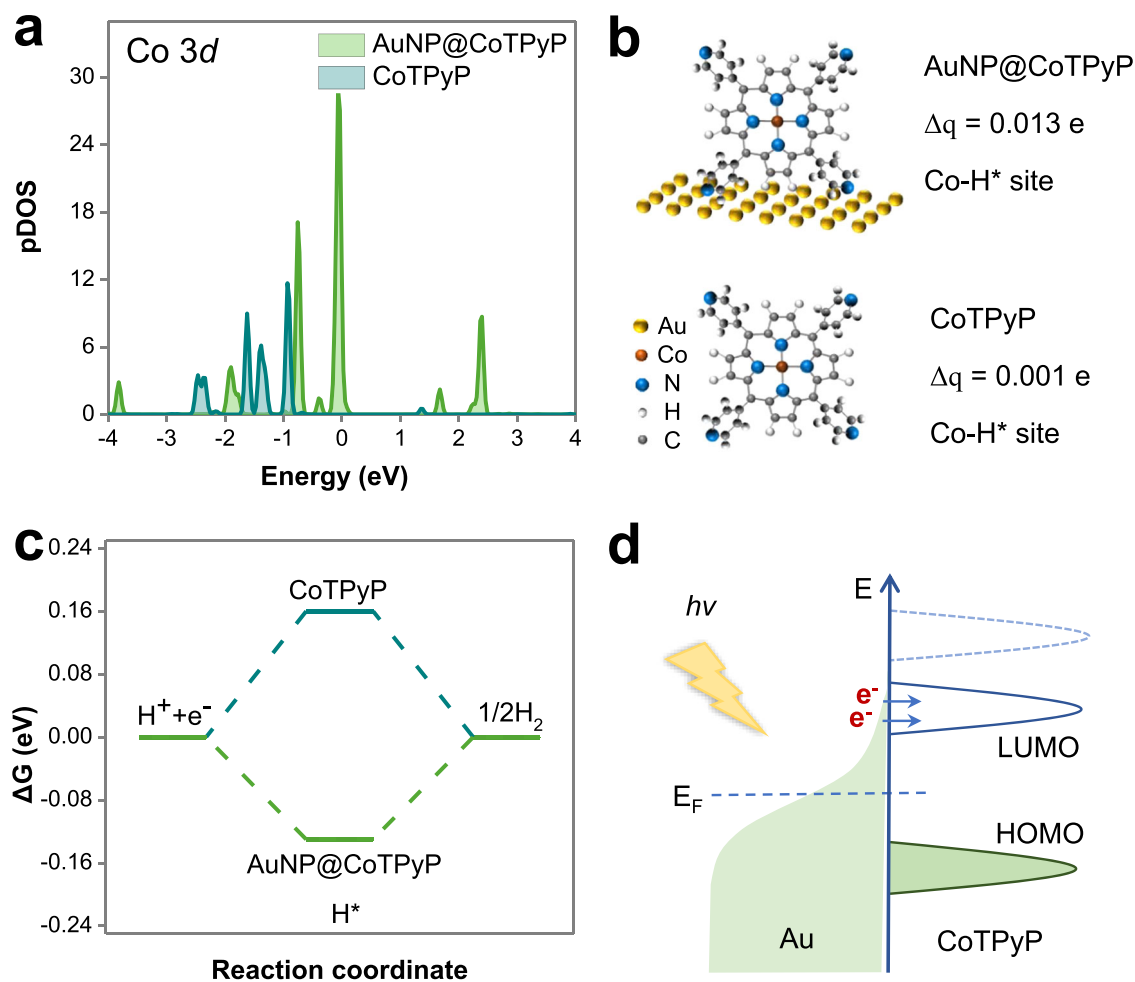 a
Co 3d
AuNP@CoTPyP
CoTPyP
pDOS
30
24
18
12
6
0
-4 -3 -2 -1 0 1 2 3 4
Energy (eV)
b
AuNP@CoTPyP
Δq = 0.013 e
Co-H* site
Au
Co
N
H
C
CoTPyP
Δq = 0.001 e
Co-H* site
c
ΔG (eV)
0.24
0.16
0.08
0.00
-0.08
-0.16
-0.24
CoTPyP
H⁺+e⁻
1/2H₂
AuNP@CoTPyP
H*
Reaction coordinate
d
E
hv
e⁻
e⁻
LUMO
E_F
HOMO
Au
CoTPyP